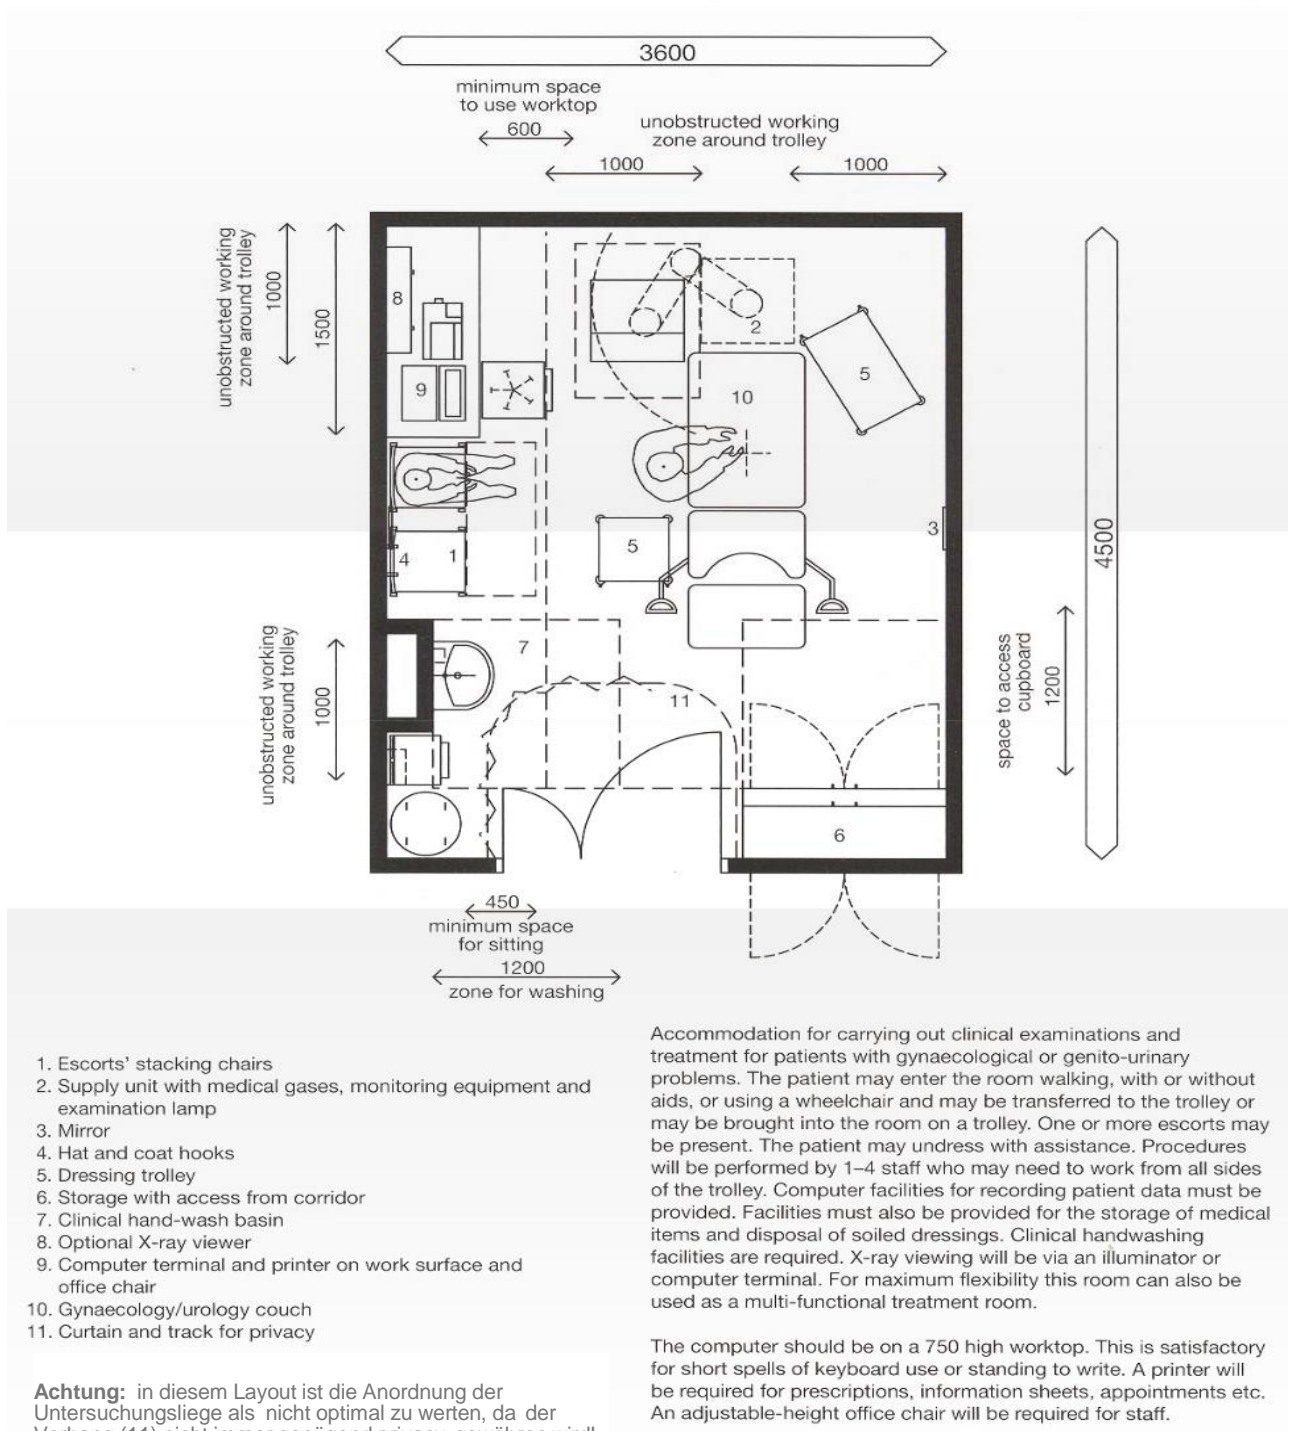 3600
minimum space
to use worktop
600
unobstructed working
zone around trolley
1000
1000
unobstructed working
zone around trolley
1000
1500
8
2
5
9
10
3
5
4
1
4500
unobstructed working
zone around trolley
1000
7
space to access
cupboard
1200
11
6
450
minimum space
for sitting
1200
zone for washing
1. Escorts' stacking chairs
2. Supply unit with medical gases, monitoring equipment and
examination lamp
3. Mirror
4. Hat and coat hooks
5. Dressing trolley
6. Storage with access from corridor
7. Clinical hand-wash basin
8. Optional X-ray viewer
9. Computer terminal and printer on work surface and
office chair
10. Gynaecology/urology couch
11. Curtain and track for privacy
Achtung: in diesem Layout ist die Anordnung der
Untersuchungsliege als nicht optimal zu werten, da der
Accommodation for carrying out clinical examinations and
treatment for patients with gynaecological or genito-urinary
problems. The patient may enter the room walking, with or without
aids, or using a wheelchair and may be transferred to the trolley or
may be brought into the room on a trolley. One or more escorts may
be present. The patient may undress with assistance. Procedures
will be performed by 1–4 staff who may need to work from all sides
of the trolley. Computer facilities for recording patient data must be
provided. Facilities must also be provided for the storage of medical
items and disposal of soiled dressings. Clinical handwashing
facilities are required. X-ray viewing will be via an illuminator or
computer terminal. For maximum flexibility this room can also be
used as a multi-functional treatment room.
The computer should be on a 750 high worktop. This is satisfactory
for short spells of keyboard use or standing to write. A printer will
be required for prescriptions, information sheets, appointments etc.
An adjustable-height office chair will be required for staff.